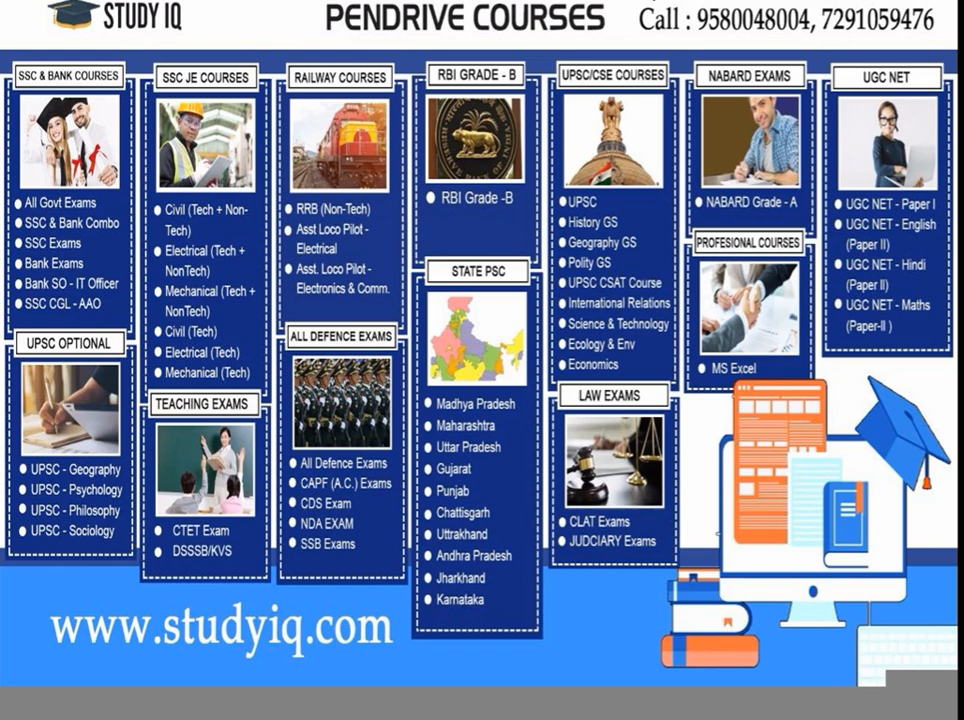 STUDY IQ
PENDRIVE COURSES
Call : 9580048004, 7291059476
SSC & BANK COURSES
All Govt Exams
SSC & Bank Combo
SSC Exams
Bank Exams
Bank SO - IT Officer
SSC CGL - AAO
UPSC OPTIONAL
UPSC - Geography
UPSC - Psychology
UPSC - Philosophy
UPSC - Sociology
SSC JE COURSES
Civil (Tech + Non-
Tech)
Electrical (Tech +
NonTech)
Mechanical (Tech +
NonTech)
Civil (Tech)
Electrical (Tech)
Mechanical (Tech)
TEACHING EXAMS
CTET Exam
DSSSB/KVS
RAILWAY COURSES
RRB (Non-Tech)
Asst Loco Pilot -
Electrical
Asst. Loco Pilot -
Electronics & Comm.
ALL DEFENCE EXAMS
All Defence Exams
CAPF (A.C.) Exams
CDS Exam
NDA EXAM
SSB Exams
RBI GRADE - B
RBI Grade -B
STATE PSC
Madhya Pradesh
Maharashtra
Uttar Pradesh
Gujarat
Punjab
Chattisgarh
Uttrakhand
Andhra Pradesh
Jharkhand
Karnataka
UPSC/CSE COURSES
UPSC
History GS
Geography GS
Polity GS
UPSC CSAT Course
International Relations
Science & Technology
Ecology & Env
Economics
LAW EXAMS
CLAT Exams
JUDCIARY Exams
NABARD EXAMS
NABARD Grade - A
PROFESIONAL COURSES
MS Excel
UGC NET
UGC NET - Paper I
UGC NET - English
(Paper II)
UGC NET - Hindi
(Paper II)
UGC NET - Maths
(Paper-II )
www.studyiq.com